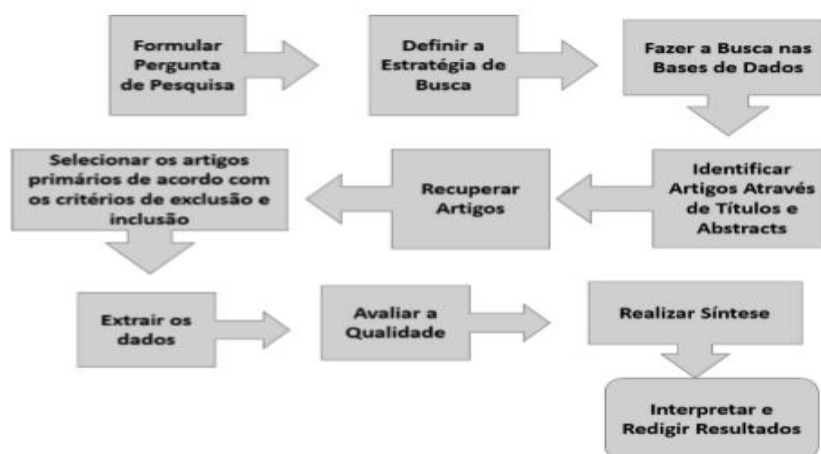 Formular
Pergunta
de Pesquisa
Definir a
Estratégia de
Busca
Fazer a Busca nas
Bases de Dados
Identificar
Artigos Através
de Títulos e
Abstracts
Recuperar
Artigos
Selecionar os artigos
primários de acordo com
os critérios de exclusão e
inclusão
Extrair os
dados
Avaliar a
Qualidade
Realizar Síntese
Interpretar e
Redigir Resultados